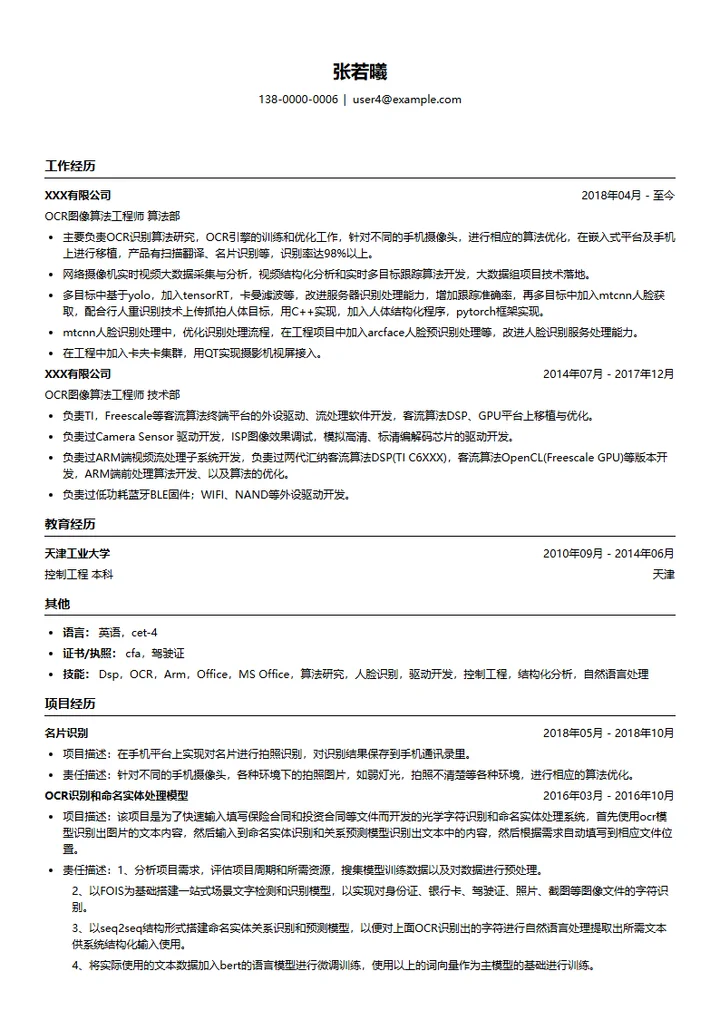 张若曦
138-0000-0006 | user4@example.com
工作经历
XXX有限公司 2018年04月 - 至今
OCR图像算法工程师 算法部
• 主要负责OCR识别算法研究，OCR引擎的训练和优化工作，针对不同的手机摄像头，进行相应的算法优化，在嵌入式平台及手机
上进行移植，产品有扫描翻译、名片识别等，识别率达98%以上。
• 网络摄像机实时视频大数据采集与分析，视频结构化分析和实时多目标跟踪算法开发，大数据组项目技术落地。
• 多目标中基于yolo，加入tensorRT，卡曼滤波等，改进服务器识别处理能力，增加跟踪准确率，再多目标中加入mtcnn人脸获
取，配合行人重识别技术上传抓拍人体目标，用C++实现，加入人体结构化程序，pytorch框架实现。
• mtcnn人脸识别处理中，优化识别处理流程，在工程项目中加入arcface人脸预识别处理等，改进人脸识别服务处理能力。
• 在工程中加入卡夫卡集群，用QT实现摄影机视屏接入。
XXX有限公司 2014年07月 - 2017年12月
OCR图像算法工程师 技术部
• 负责TI，Freescale等客流算法终端平台的外设驱动、流处理软件开发，客流算法DSP、GPU平台上移植与优化。
• 负责过Camera Sensor 驱动开发，ISP图像效果调试，模拟高清、标清编解码芯片的驱动开发。
• 负责过ARM端视频流处理子系统开发，负责过两代汇纳客流算法DSP(TI C6XXX)，客流算法OpenCL(Freescale GPU)等版本开
发，ARM端前处理算法开发、以及算法的优化。
• 负责过低功耗蓝牙BLE固件；WIFI、NAND等外设驱动开发。
教育经历
天津工业大学 2010年09月 - 2014年06月
控制工程 本科 天津
其他
• 语言： 英语，cet-4
• 证书/执照： cfa，驾驶证
• 技能： Dsp，OCR，Arm，Office，MS Office，算法研究，人脸识别，驱动开发，控制工程，结构化分析，自然语言处理
项目经历
名片识别 2018年05月 - 2018年10月
• 项目描述：在手机平台上实现对名片进行拍照识别，对识别结果保存到手机通讯录里。
• 责任描述：针对不同的手机摄像头，各种环境下的拍照图片，如弱灯光，拍照不清楚等各种环境，进行相应的算法优化。
OCR识别和命名实体处理模型 2016年03月 - 2016年10月
• 项目描述：该项目是为了快速输入填写保险合同和投资合同等文件而开发的光学字符识别和命名实体处理系统，首先使用ocr模
型识别出图片的文本内容，然后输入到命名实体识别和关系预测模型识别出文本中的内容，然后根据需求自动填写到相应文件位
置。
• 责任描述：1、分析项目需求，评估项目周期和所需资源，搜集模型训练数据以及对数据进行预处理。
2、以FOIS为基础搭建一站式场景文字检测和识别模型，以实现对身份证、银行卡、驾驶证、照片、截图等图像文件的字符识
别。
3、以seq2seq结构形式搭建命名实体关系识别和预测模型，以便对上面OCR识别出的字符进行自然语言处理提取出所需文本
供系统结构化输入使用。
4、将实际使用的文本数据加入bert的语言模型进行微调训练，使用以上的词向量作为主模型的基础进行训练。